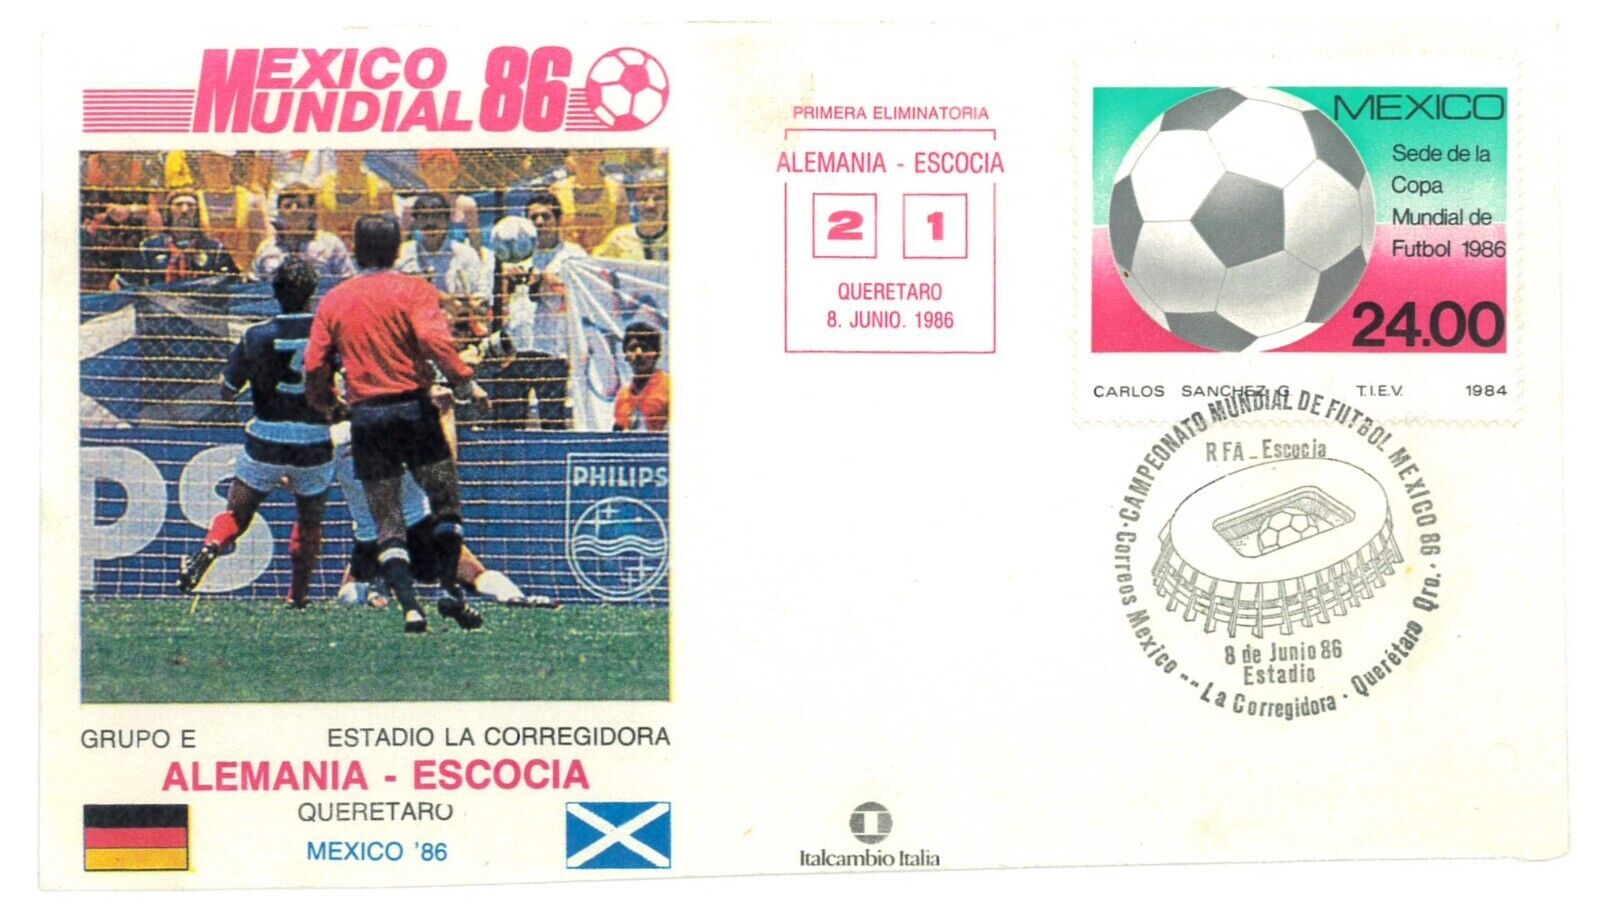 MEXICO
MUNDIAL 86
PHILIPS
PS
3
GRUPO E ESTADIO LA CORREGIDORA
ALEMANIA - ESCOCIA
QUERETARO
MEXICO '86
PRIMERA ELIMINATORIA
ALEMANIA - ESCOCIA
2 1
QUERETARO
8. JUNIO. 1986
Italcambio Italia
MEXICO
Sede de la
Copa
Mundial de
Futbol 1986
24.00
CARLOS SANCHEZ G T.I.E.V. 1984
CAMPEONATO MUNDIAL DE FUTBOL MEXICO 86
RFA - Escocia
8 de Junio 86
Estadio
Correos Mexico -- La Corregidora · Querétaro Qro. ·